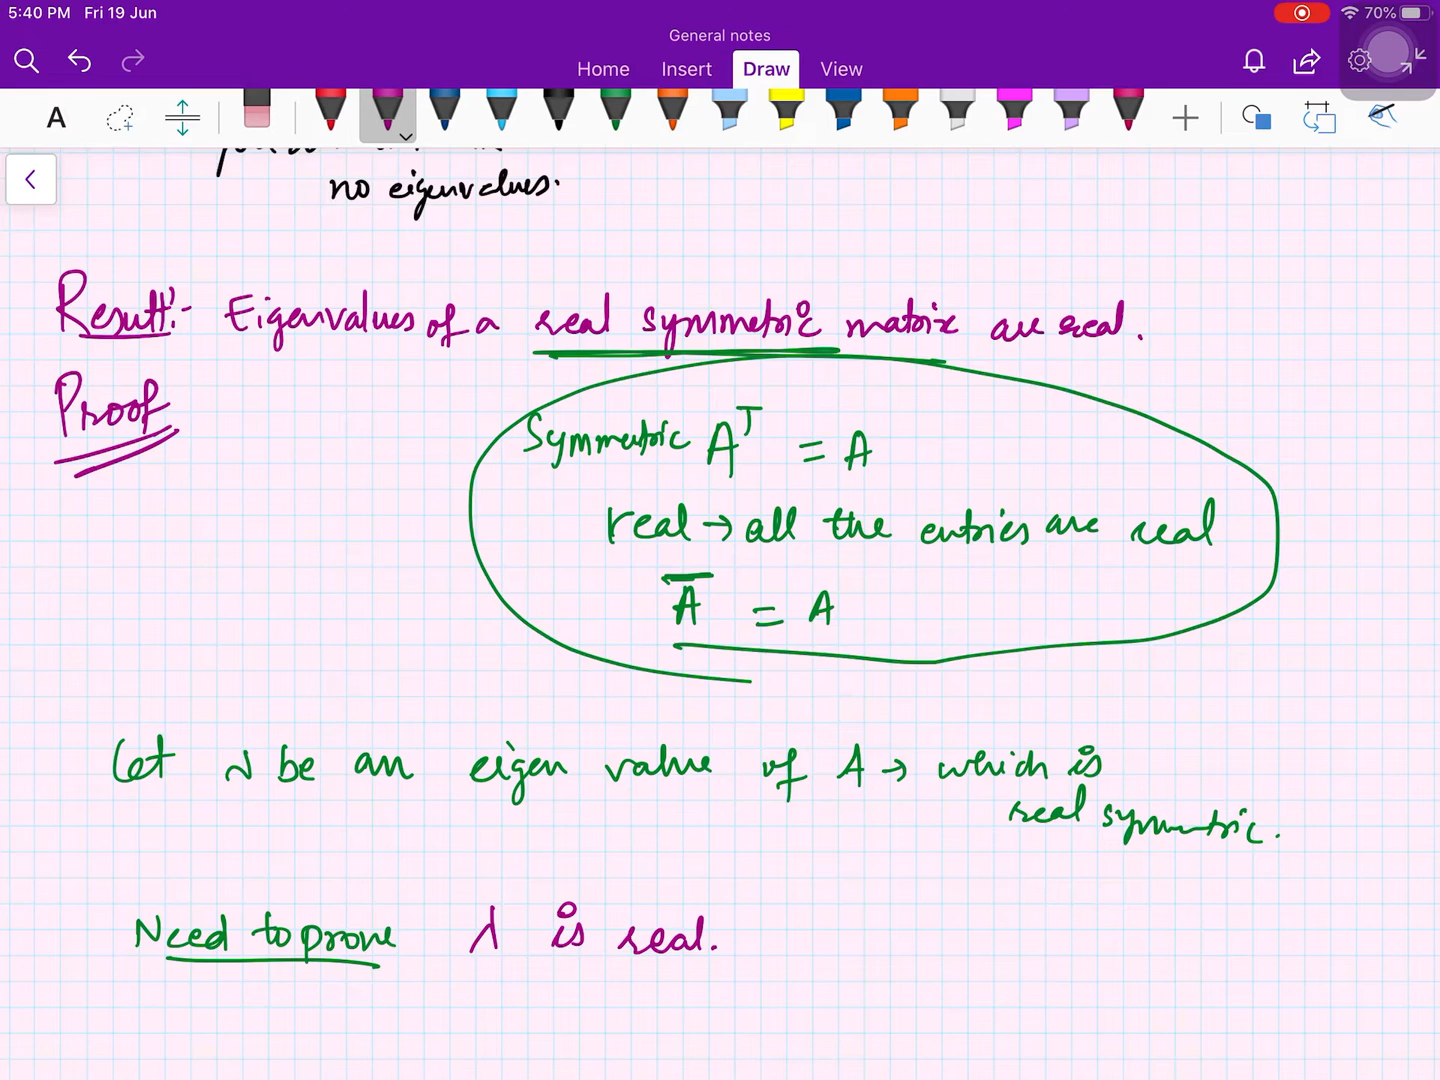 5:40 PM Fri 19 Jun
70%
General notes
Home Insert Draw View
A
no eigenvalues.
Result:- Eigenvalues of a real symmetric matrix are real.
Proof
Symmetric Aᵀ = A
real → all the entries are real
A̅ = A
Let λ be an eigen value of A → which is
real symmetric.
Need to prove λ is real.